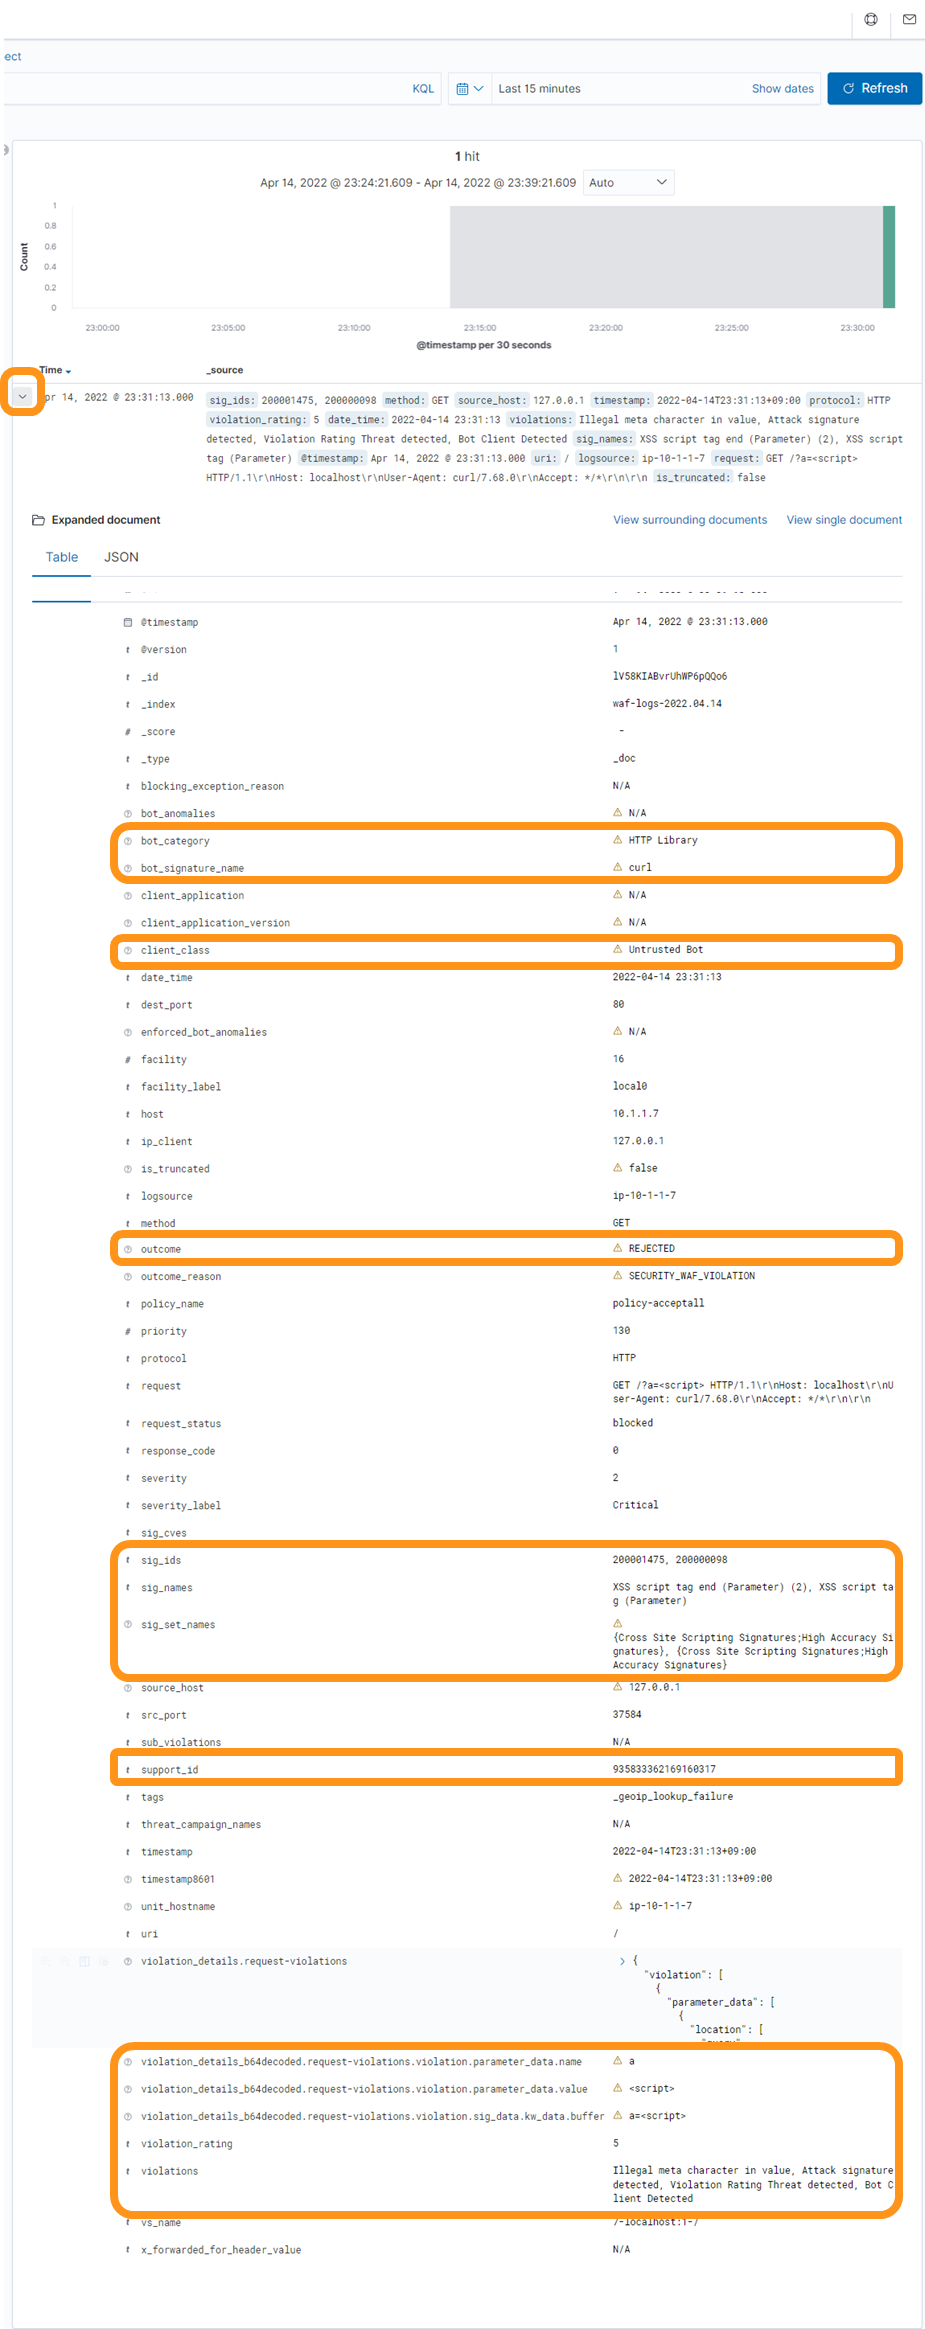 ect
KQL
Last 15 minutes
Show dates
Refresh
1 hit
Apr 14, 2022 @ 23:24:21.609 - Apr 14, 2022 @ 23:39:21.609
Auto
Count
1
0.8
0.6
0.4
0.2
0
23:00:00
23:05:00
23:10:00
23:15:00
23:20:00
23:25:00
23:30:00
@timestamp per 30 seconds
Time
_source
pr 14, 2022 @ 23:31:13.000
sig_ids: 200001475, 200000098 method: GET source_host: 127.0.0.1 timestamp: 2022-04-14T23:31:13+09:00 protocol: HTTP
violation_rating: 5 date_time: 2022-04-14 23:31:13 violations: Illegal meta character in value, Attack signature
detected, Violation Rating Threat detected, Bot Client Detected sig_names: XSS script tag end (Parameter) (2), XSS script
tag (Parameter) @timestamp: Apr 14, 2022 @ 23:31:13.000 uri: / logsource: ip-10-1-1-7 request: GET /?a=<script>
HTTP/1.1\r\nHost: localhost\r\nUser-Agent: curl/7.68.0\r\nAccept: */*\r\n\r\n is_truncated: false
Expanded document
View surrounding documents
View single document
Table
JSON
@timestamp
Apr 14, 2022 @ 23:31:13.000
t @version
1
t _id
lV58KIABvrUhWP6pQQo6
t _index
waf-logs-2022.04.14
# _score
-
t _type
_doc
t blocking_exception_reason
N/A
bot_anomalies
N/A
bot_category
HTTP Library
bot_signature_name
curl
client_application
N/A
client_application_version
N/A
client_class
Untrusted Bot
t date_time
2022-04-14 23:31:13
t dest_port
80
enforced_bot_anomalies
N/A
# facility
16
t facility_label
local0
t host
10.1.1.7
t ip_client
127.0.0.1
is_truncated
false
t logsource
ip-10-1-1-7
t method
GET
outcome
REJECTED
outcome_reason
SECURITY_WAF_VIOLATION
t policy_name
policy-acceptall
# priority
130
t protocol
HTTP
t request
GET /?a=<script> HTTP/1.1\r\nHost: localhost\r\nU
ser-Agent: curl/7.68.0\r\nAccept: */*\r\n\r\n
t request_status
blocked
t response_code
0
t severity
2
t severity_label
Critical
t sig_cves
t sig_ids
200001475, 200000098
t sig_names
XSS script tag end (Parameter) (2), XSS script ta
g (Parameter)
sig_set_names
{Cross Site Scripting Signatures;High Accuracy Si
gnatures}, {Cross Site Scripting Signatures;High
Accuracy Signatures}
source_host
127.0.0.1
t src_port
37584
t sub_violations
N/A
t support_id
935833362169160317
t tags
_geoip_lookup_failure
t threat_campaign_names
N/A
t timestamp
2022-04-14T23:31:13+09:00
timestamp8601
2022-04-14T23:31:13+09:00
unit_hostname
ip-10-1-1-7
t uri
/
violation_details.request-violations
{
"violation": [
{
"parameter_data": [
{
"location": [
violation_details_b64decoded.request-violations.violation.parameter_data.name
a
violation_details_b64decoded.request-violations.violation.parameter_data.value
<script>
violation_details_b64decoded.request-violations.violation.sig_data.kw_data.buffer
a=<script>
t violation_rating
5
t violations
Illegal meta character in value, Attack signature
detected, Violation Rating Threat detected, Bot C
lient Detected
t vs_name
7-localhost:1-/
t x_forwarded_for_header_value
N/A